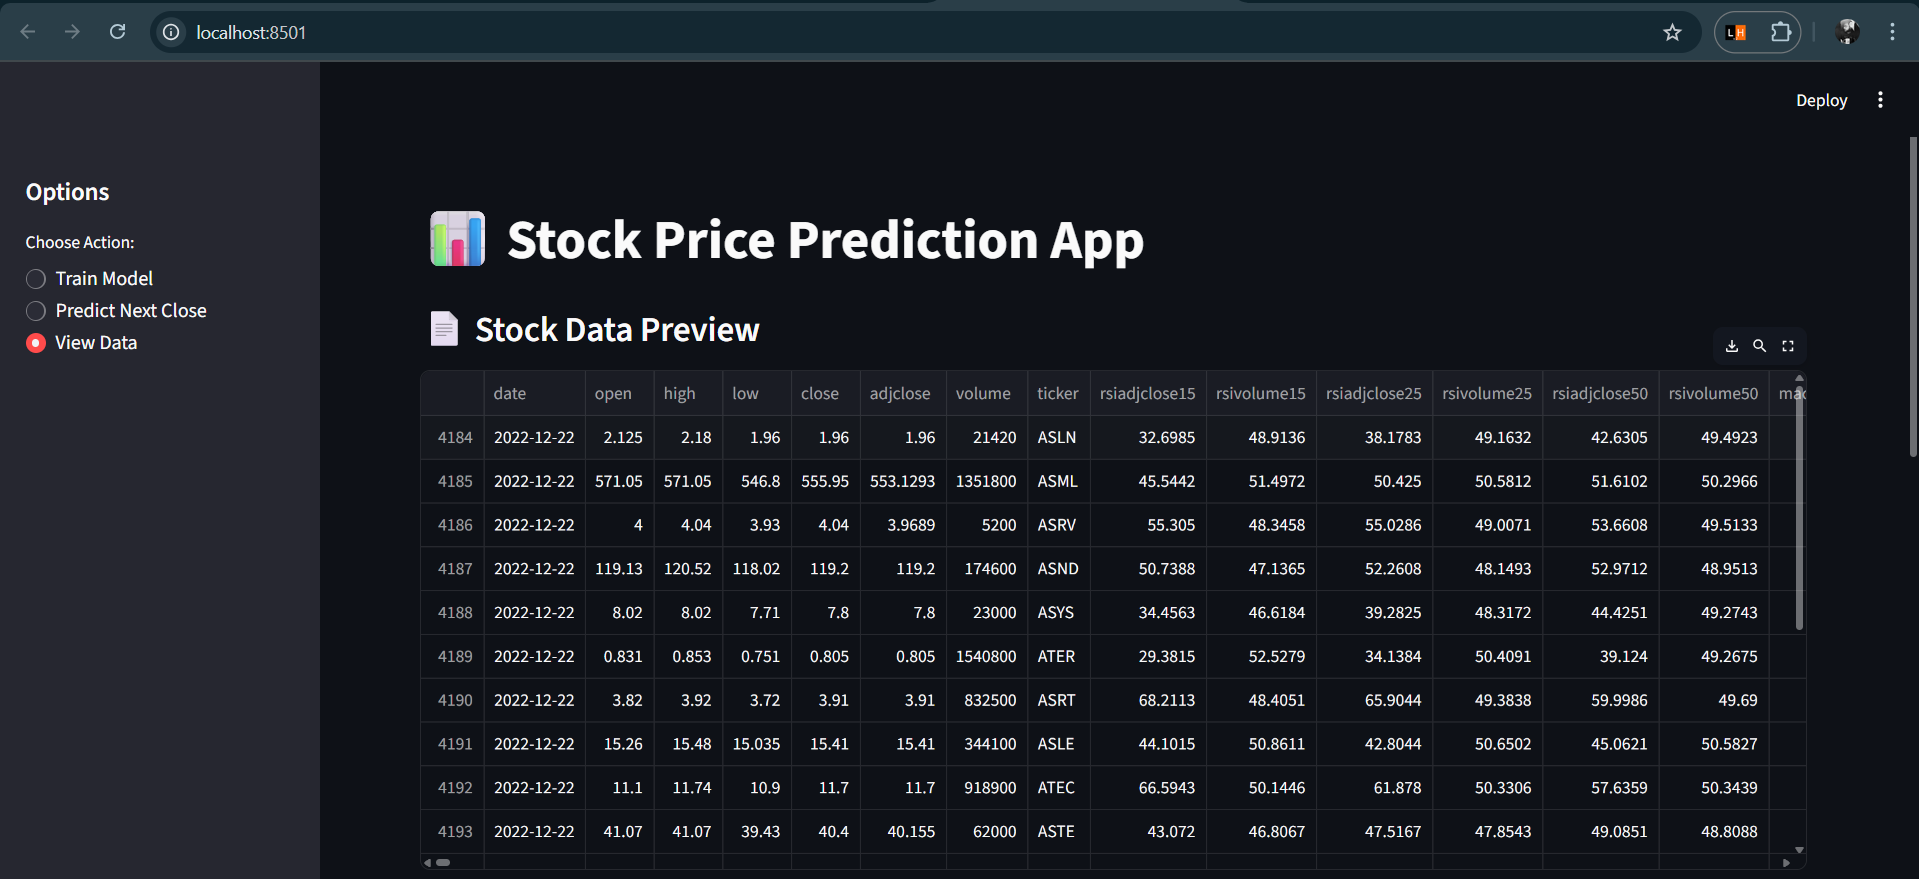 localhost:8501
LH
Deploy
Options
Choose Action:
Train Model
Predict Next Close
View Data
Stock Price Prediction App
Stock Data Preview
date open high low close adjclose volume ticker rsiadjclose15 rsivolume15 rsiadjclose25 rsivolume25 rsiadjclose50 rsivolume50 mac
4184 2022-12-22 2.125 2.18 1.96 1.96 1.96 21420 ASLN 32.6985 48.9136 38.1783 49.1632 42.6305 49.4923
4185 2022-12-22 571.05 571.05 546.8 555.95 553.1293 1351800 ASML 45.5442 51.4972 50.425 50.5812 51.6102 50.2966
4186 2022-12-22 4 4.04 3.93 4.04 3.9689 5200 ASRV 55.305 48.3458 55.0286 49.0071 53.6608 49.5133
4187 2022-12-22 119.13 120.52 118.02 119.2 119.2 174600 ASND 50.7388 47.1365 52.2608 48.1493 52.9712 48.9513
4188 2022-12-22 8.02 8.02 7.71 7.8 7.8 23000 ASYS 34.4563 46.6184 39.2825 48.3172 44.4251 49.2743
4189 2022-12-22 0.831 0.853 0.751 0.805 0.805 1540800 ATER 29.3815 52.5279 34.1384 50.4091 39.124 49.2675
4190 2022-12-22 3.82 3.92 3.72 3.91 3.91 832500 ASRT 68.2113 48.4051 65.9044 49.3838 59.9986 49.69
4191 2022-12-22 15.26 15.48 15.035 15.41 15.41 344100 ASLE 44.1015 50.8611 42.8044 50.6502 45.0621 50.5827
4192 2022-12-22 11.1 11.74 10.9 11.7 11.7 918900 ATEC 66.5943 50.1446 61.878 50.3306 57.6359 50.3439
4193 2022-12-22 41.07 41.07 39.43 40.4 40.155 62000 ASTE 43.072 46.8067 47.5167 47.8543 49.0851 48.8088